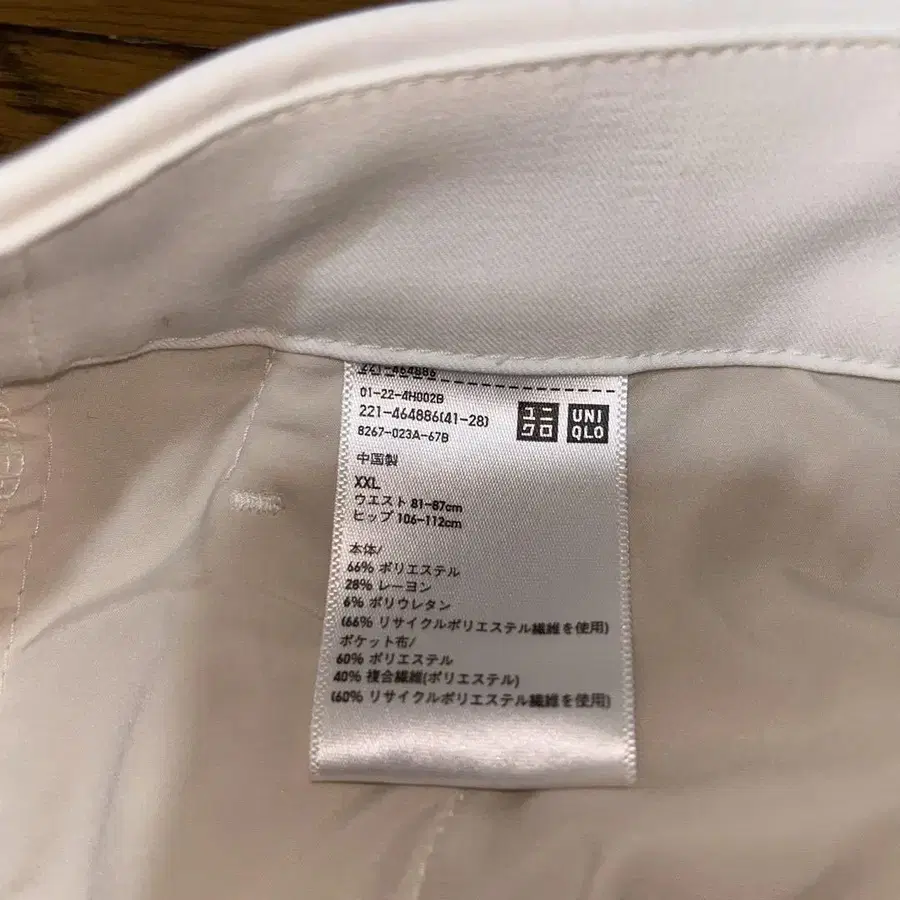 221-464886
01-22-4H002B
221-464886(41-28)
8267-023A-67B
ユニ
クロ
UNI
QLO
中国製
XXL
ウエスト 81-87cm
ヒップ 106-112cm
本体/
66% ポリエステル
28% レーヨン
6% ポリウレタン
(66% リサイクルポリエステル繊維を使用)
ポケット布/
60% ポリエステル
40% 複合繊維(ポリエステル)
(60% リサイクルポリエステル繊維を使用)